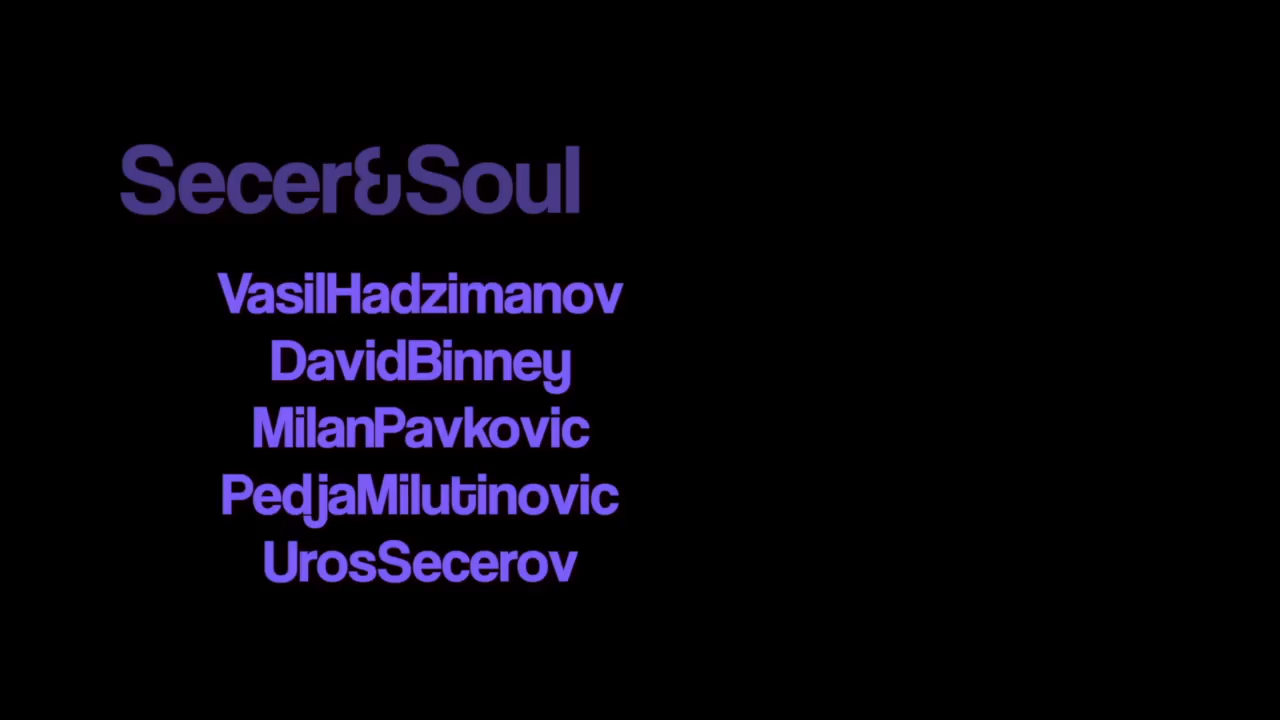 Secer&Soul
VasilHadzimanov
DavidBinney
MilanPavkovic
PedjaMilutinovic
UrosSecerov